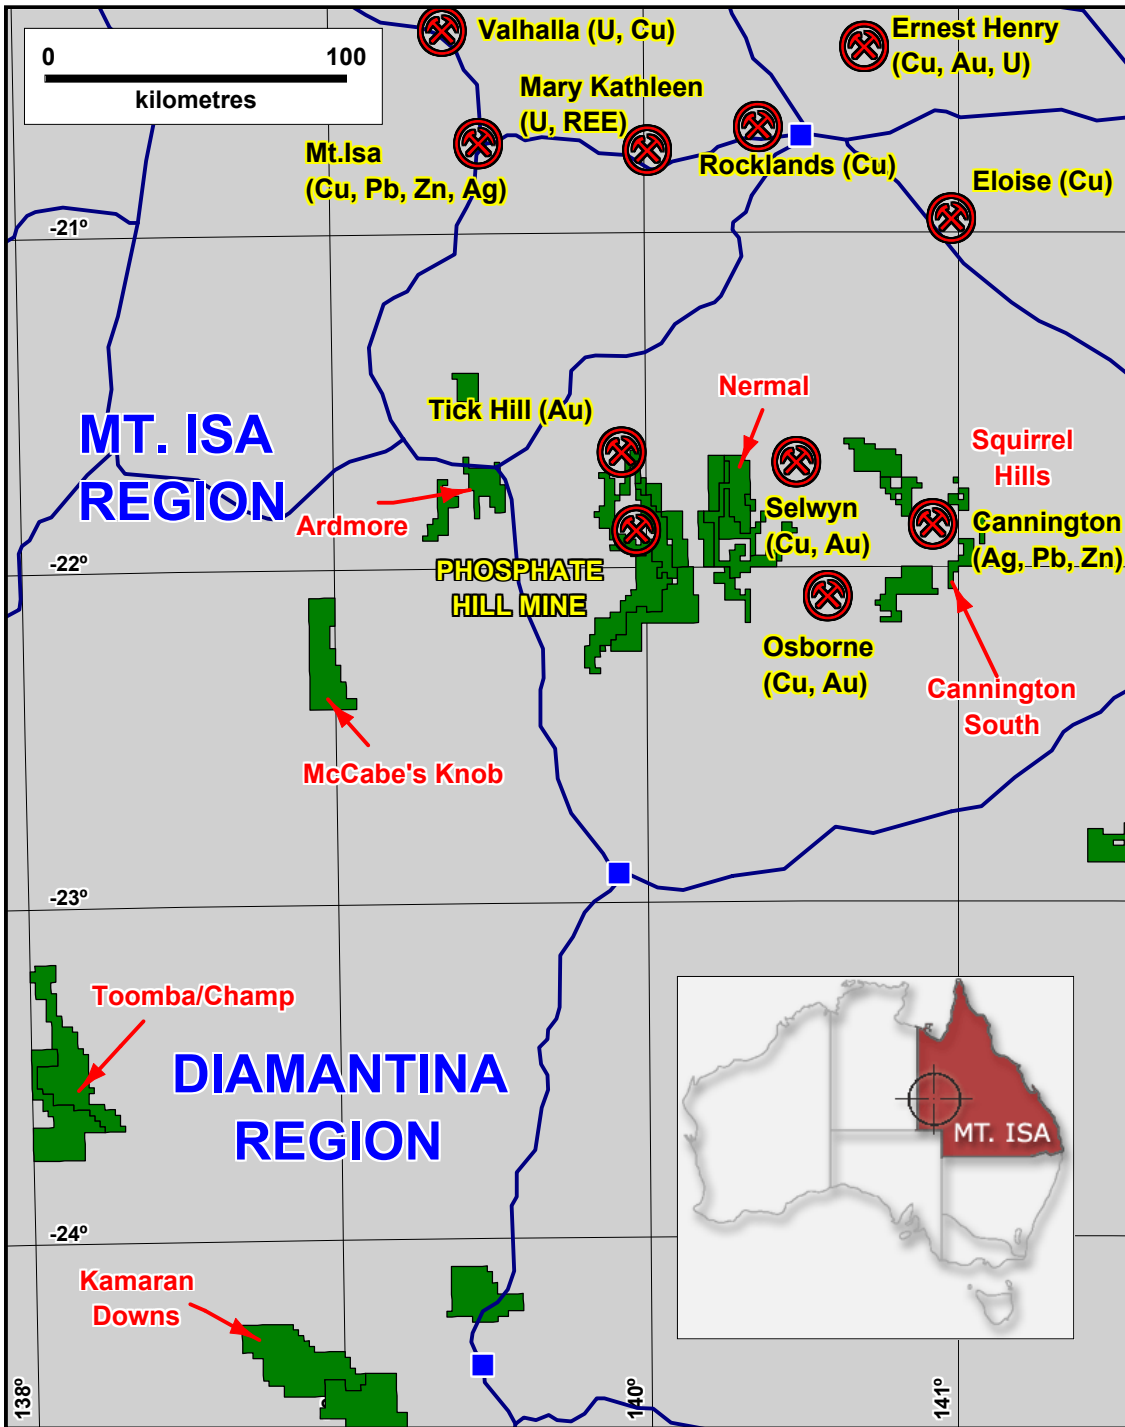 0 100
kilometres
Valhalla (U, Cu)
Ernest Henry
(Cu, Au, U)
Mary Kathleen
(U, REE)
Mt.Isa
(Cu, Pb, Zn, Ag)
Rocklands (Cu)
Eloise (Cu)
-21º
Nermal
Tick Hill (Au)
MT. ISA
REGION
Squirrel
Hills
Ardmore
Selwyn
(Cu, Au)
Cannington
(Ag, Pb, Zn)
-22º
PHOSPHATE
HILL MINE
Osborne
(Cu, Au)
Cannington
South
McCabe's Knob
-23º
Toomba/Champ
DIAMANTINA
REGION
MT. ISA
-24º
Kamaran
Downs
138º
140º
141º